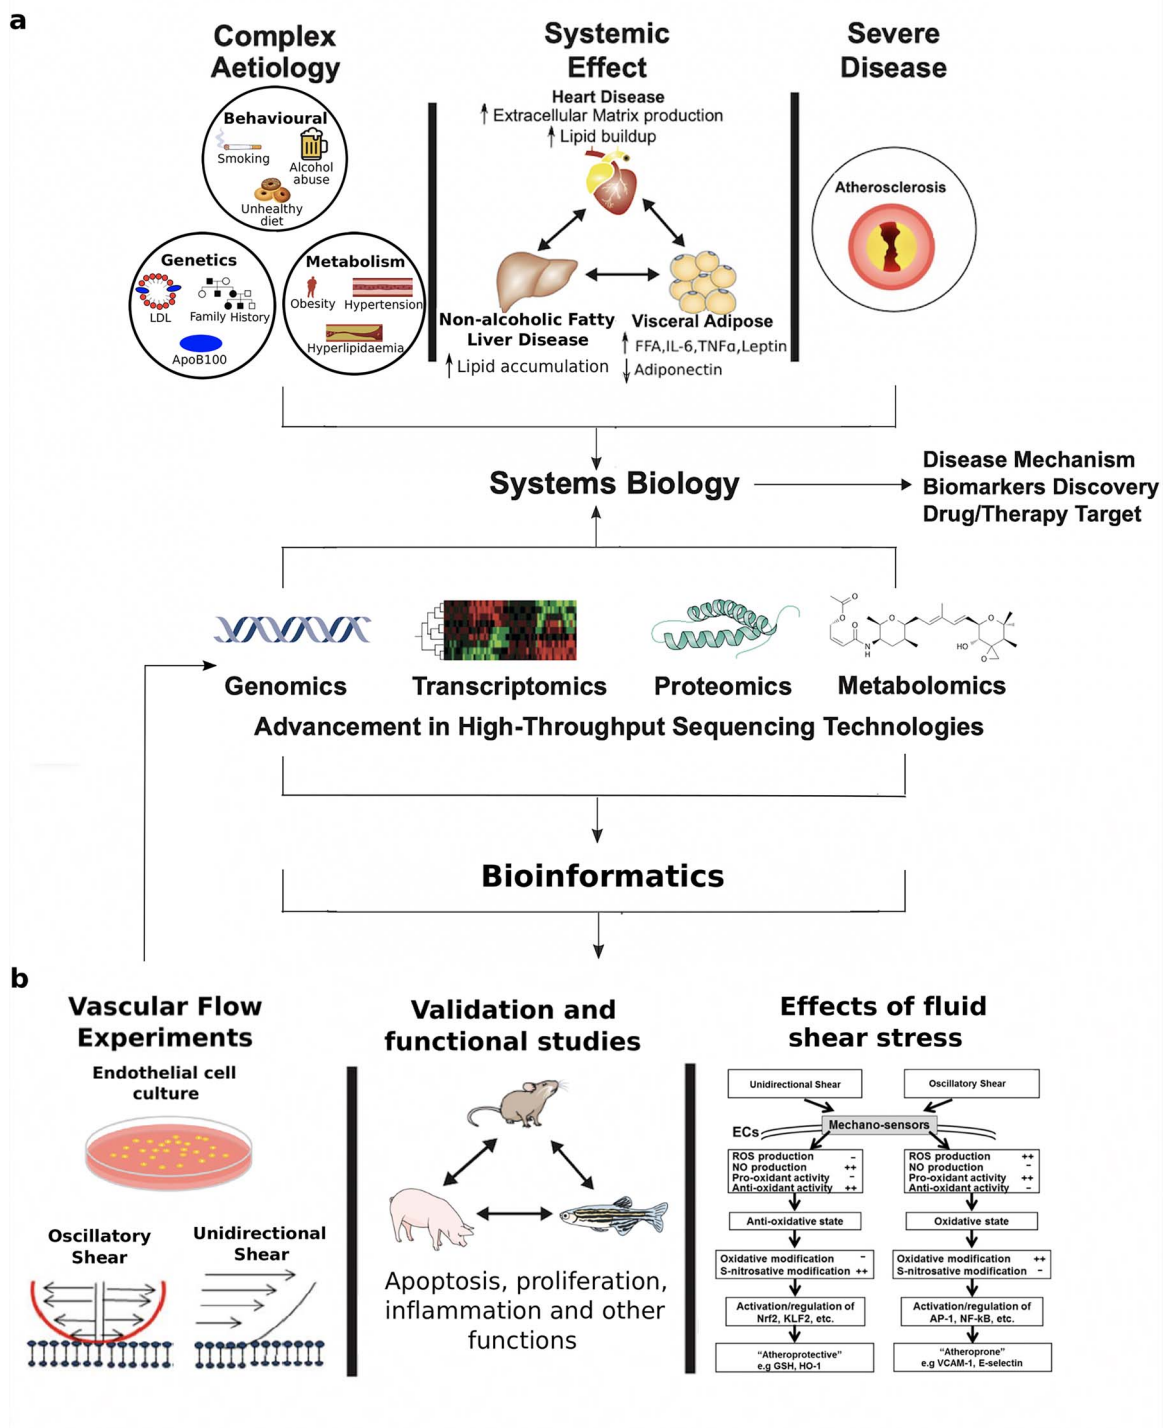 a
Complex
Aetiology
Behavioural
Smoking
Alcohol
abuse
Unhealthy
diet
Genetics
LDL
Family History
ApoB100
Metabolism
Obesity
Hypertension
Hyperlipidaemia
Systemic
Effect
Heart Disease
↑ Extracellular Matrix production
↑ Lipid buildup
Non-alcoholic Fatty
Liver Disease
↑ Lipid accumulation
Visceral Adipose
↑ FFA,IL-6,TNFα,Leptin
↓ Adiponectin
Severe
Disease
Atherosclerosis
Systems Biology
Disease Mechanism
Biomarkers Discovery
Drug/Therapy Target
O
O
O
N
H
O
O
HO
O
Genomics
Transcriptomics
Proteomics
Metabolomics
Advancement in High-Throughput Sequencing Technologies
Bioinformatics
b
Vascular Flow
Experiments
Endothelial cell
culture
Oscillatory
Shear
Unidirectional
Shear
Validation and
functional studies
Apoptosis, proliferation,
inflammation and other
functions
Effects of fluid
shear stress
Unidirectional Shear
Oscillatory Shear
ECs
Mechano-sensors
ROS production –
NO production ++
Pro-oxidant activity –
Anti-oxidant activity ++
Anti-oxidative state
Oxidative modification –
S-nitrosative modification ++
Activation/regulation of
Nrf2, KLF2, etc.
“Atheroprotective”
e.g GSH, HO-1
ROS production ++
NO production –
Pro-oxidant activity ++
Anti-oxidant activity –
Oxidative state
Oxidative modification ++
S-nitrosative modification –
Activation/regulation of
AP-1, NF-kB, etc.
“Atheroprone”
e.g VCAM-1, E-selectin